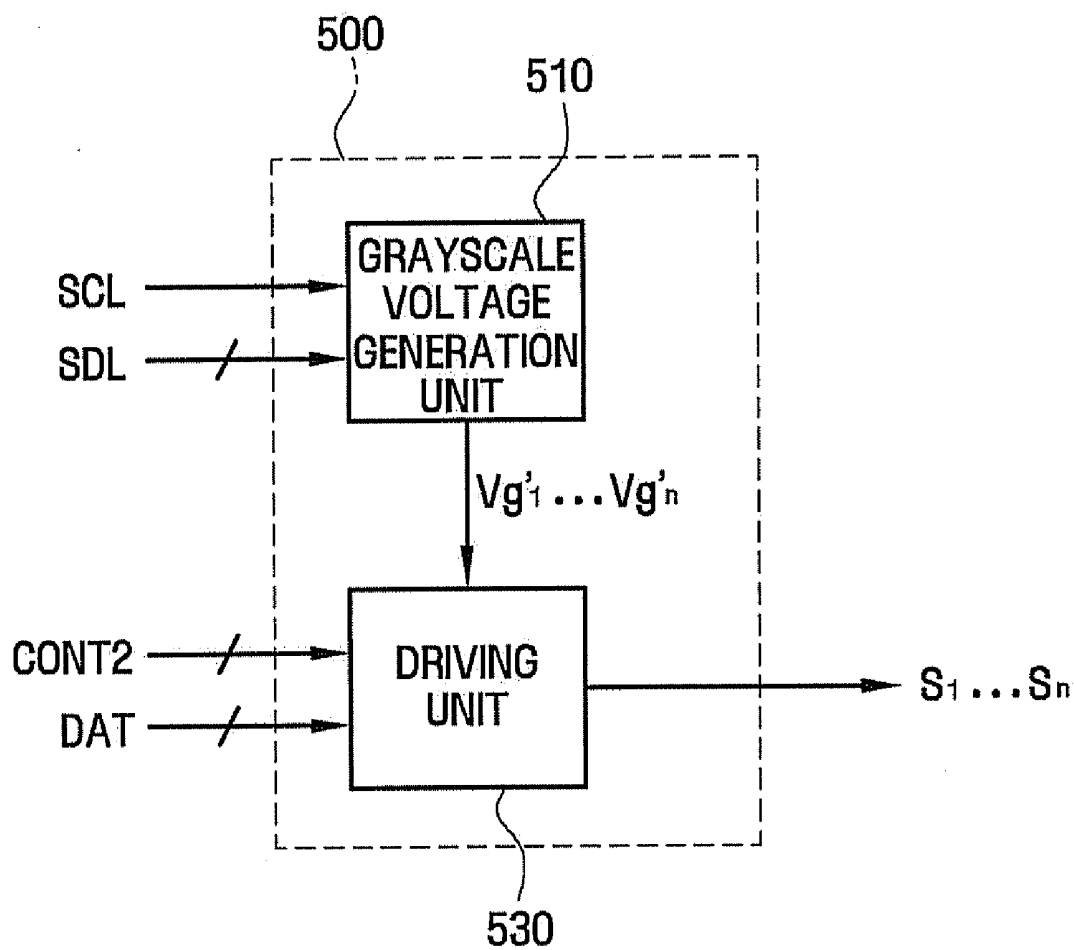 500
510
GRAYSCALE
VOLTAGE
GENERATION
UNIT
SCL
SDL
Vg'1...Vg'n
CONT2
DAT
DRIVING
UNIT
S1...Sn
530